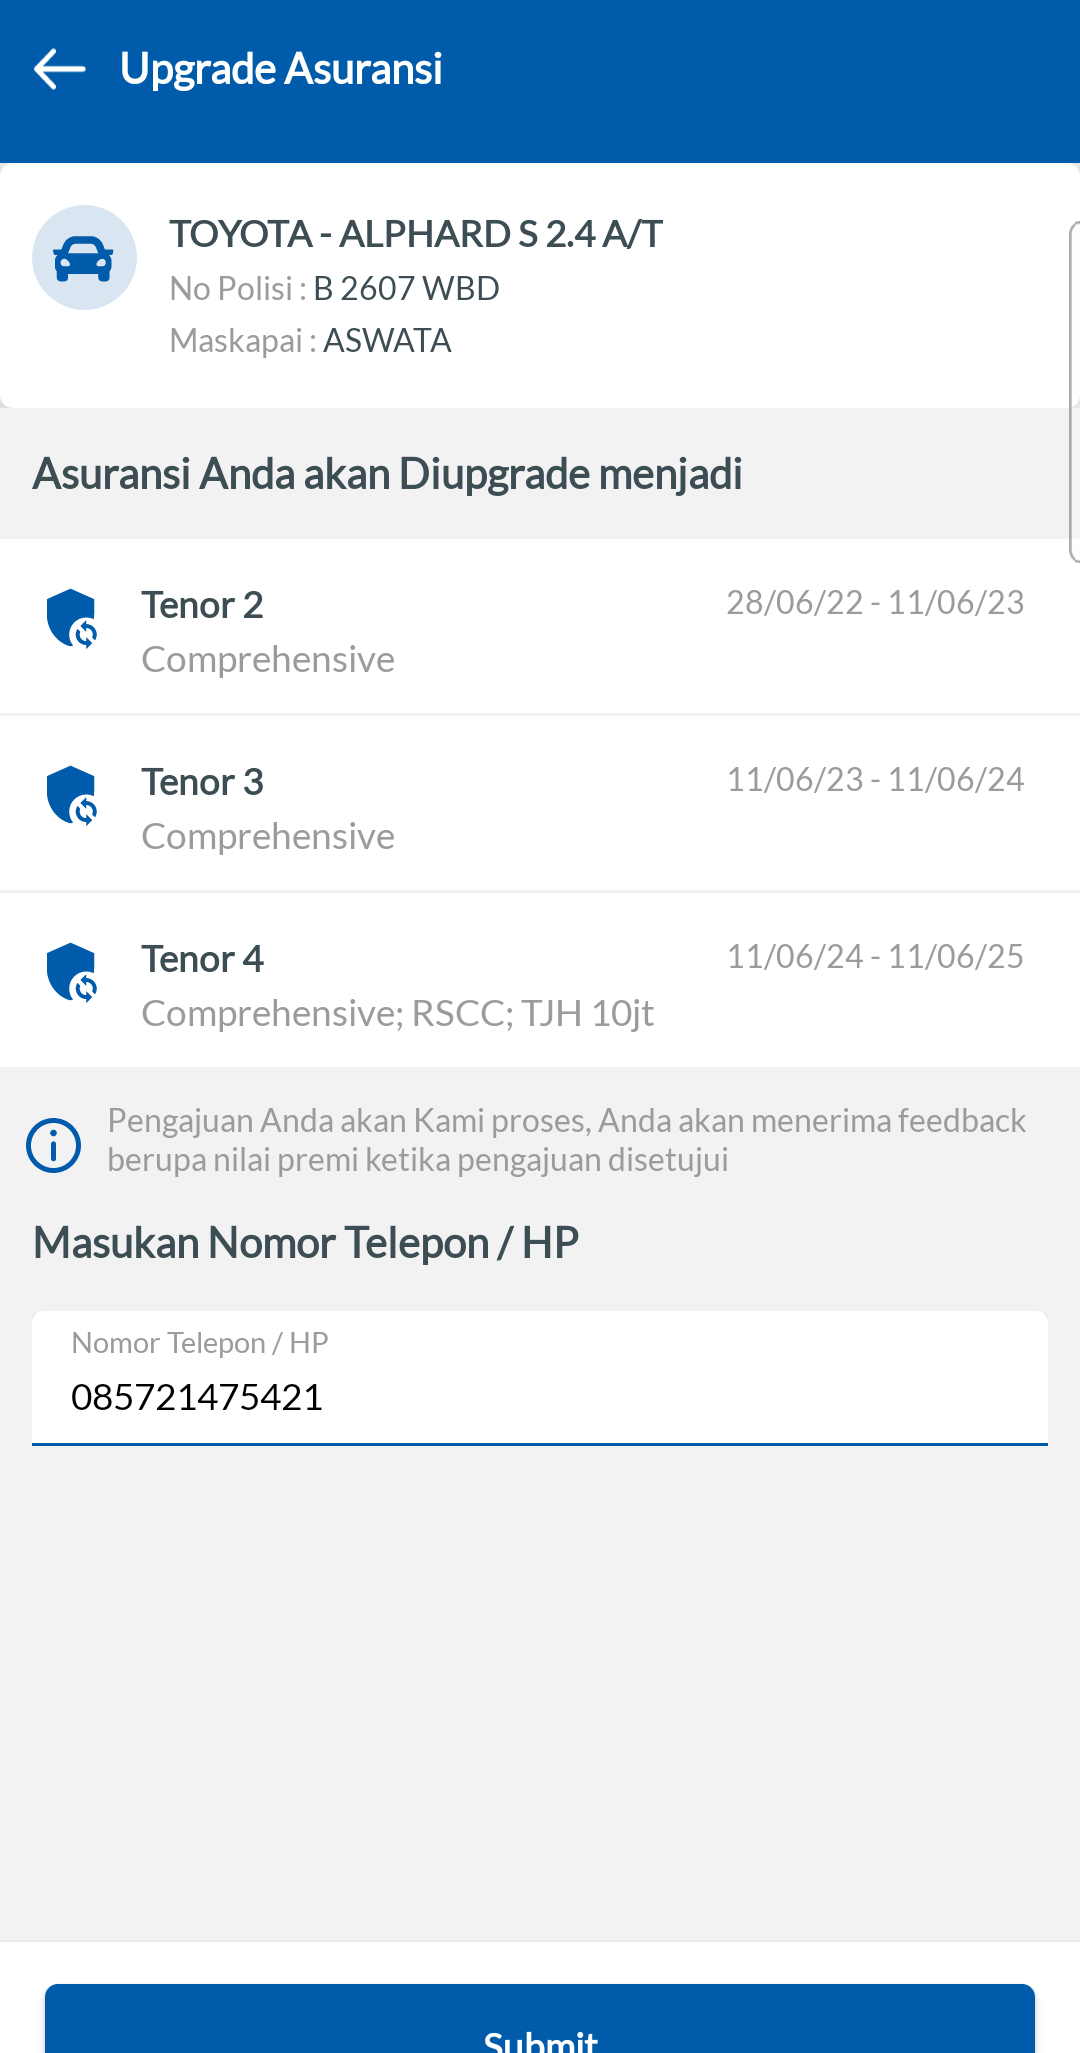 Upgrade Asuransi
TOYOTA - ALPHARD S 2.4 A/T
No Polisi : B 2607 WBD
Maskapai : ASWATA
Asuransi Anda akan Diupgrade menjadi
Tenor 2 28/06/22 - 11/06/23
Comprehensive
Tenor 3 11/06/23 - 11/06/24
Comprehensive
Tenor 4 11/06/24 - 11/06/25
Comprehensive; RSCC; TJH 10jt
Pengajuan Anda akan Kami proses, Anda akan menerima feedback
berupa nilai premi ketika pengajuan disetujui
Masukan Nomor Telepon / HP
Nomor Telepon / HP
085721475421
Submit